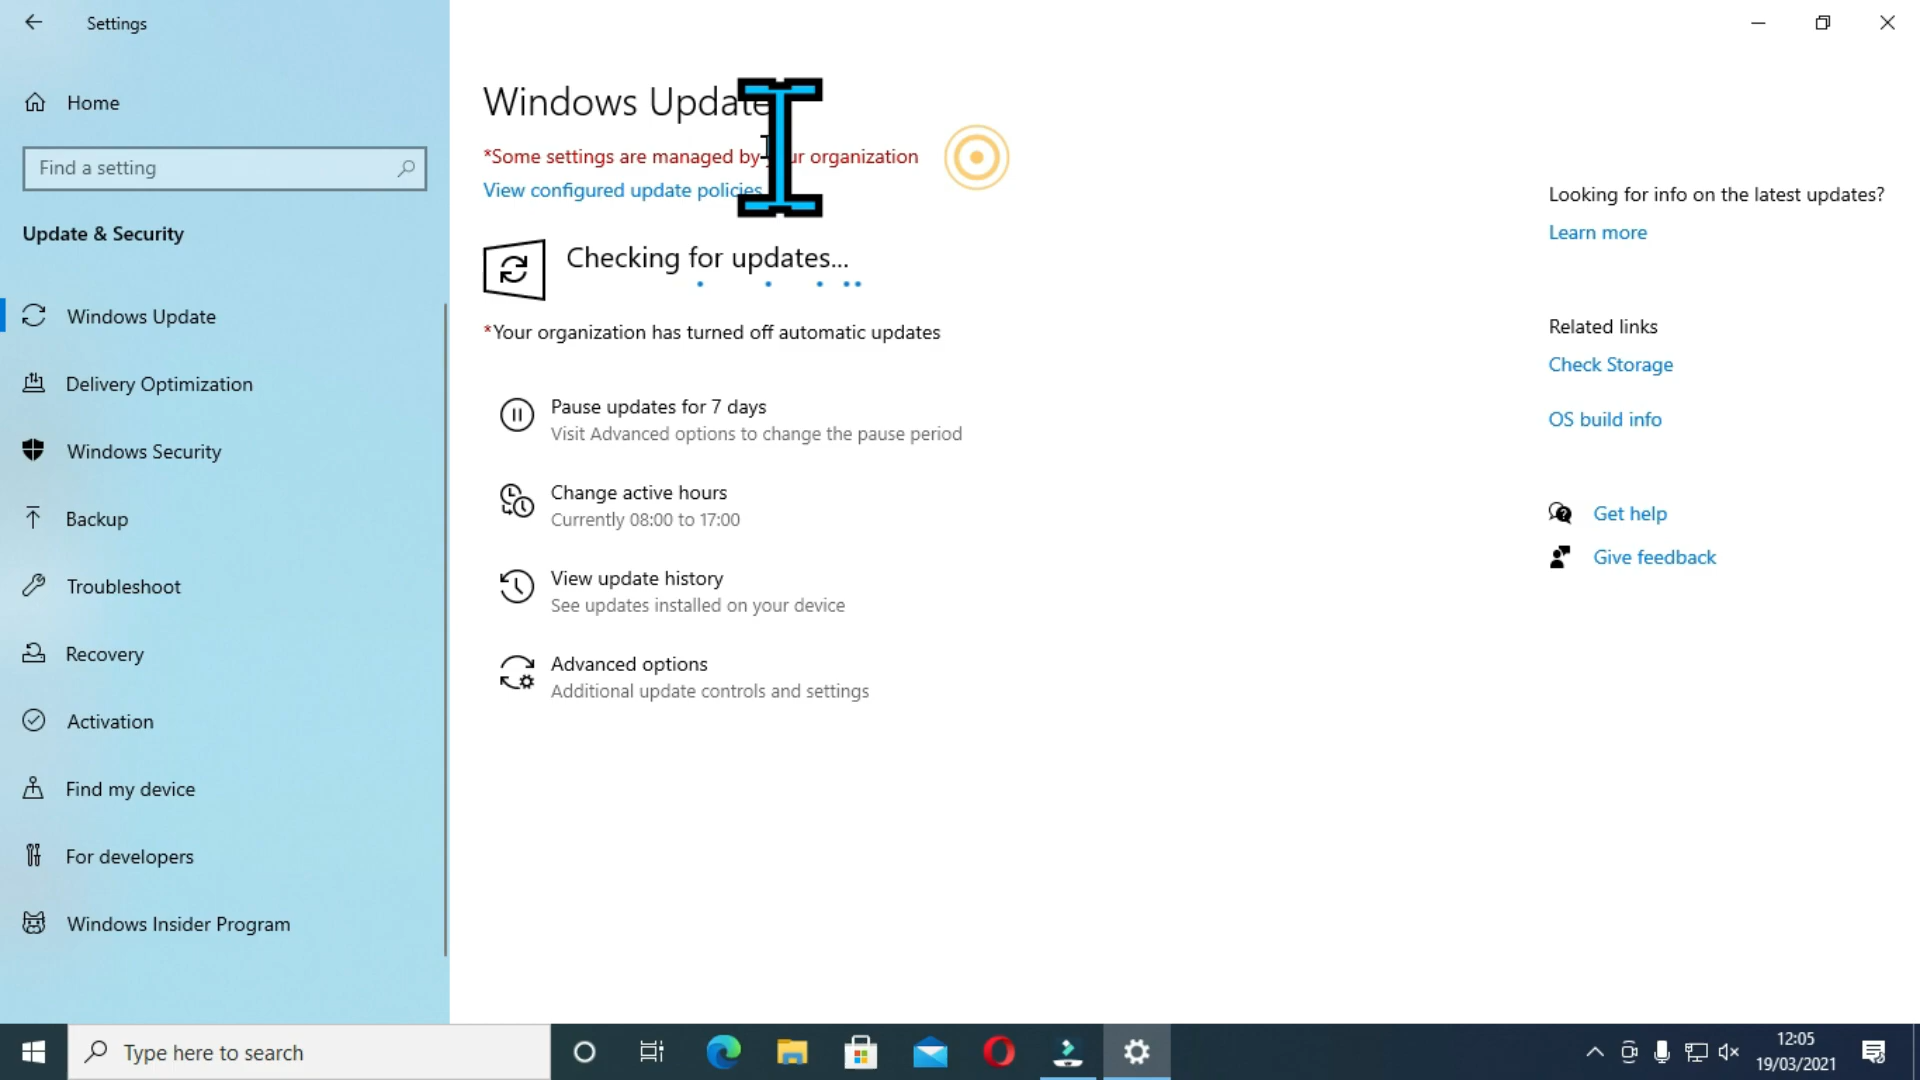 Settings
Home
Find a setting
Update & Security
Windows Update
Delivery Optimization
Windows Security
Backup
Troubleshoot
Recovery
Activation
Find my device
For developers
Windows Insider Program
Windows Update
*Some settings are managed by your organization
View configured update policies
Checking for updates...
*Your organization has turned off automatic updates
Pause updates for 7 days
Visit Advanced options to change the pause period
Change active hours
Currently 08:00 to 17:00
View update history
See updates installed on your device
Advanced options
Additional update controls and settings
Looking for info on the latest updates?
Learn more
Related links
Check Storage
OS build info
Get help
Give feedback
Type here to search
12:05
19/03/2021